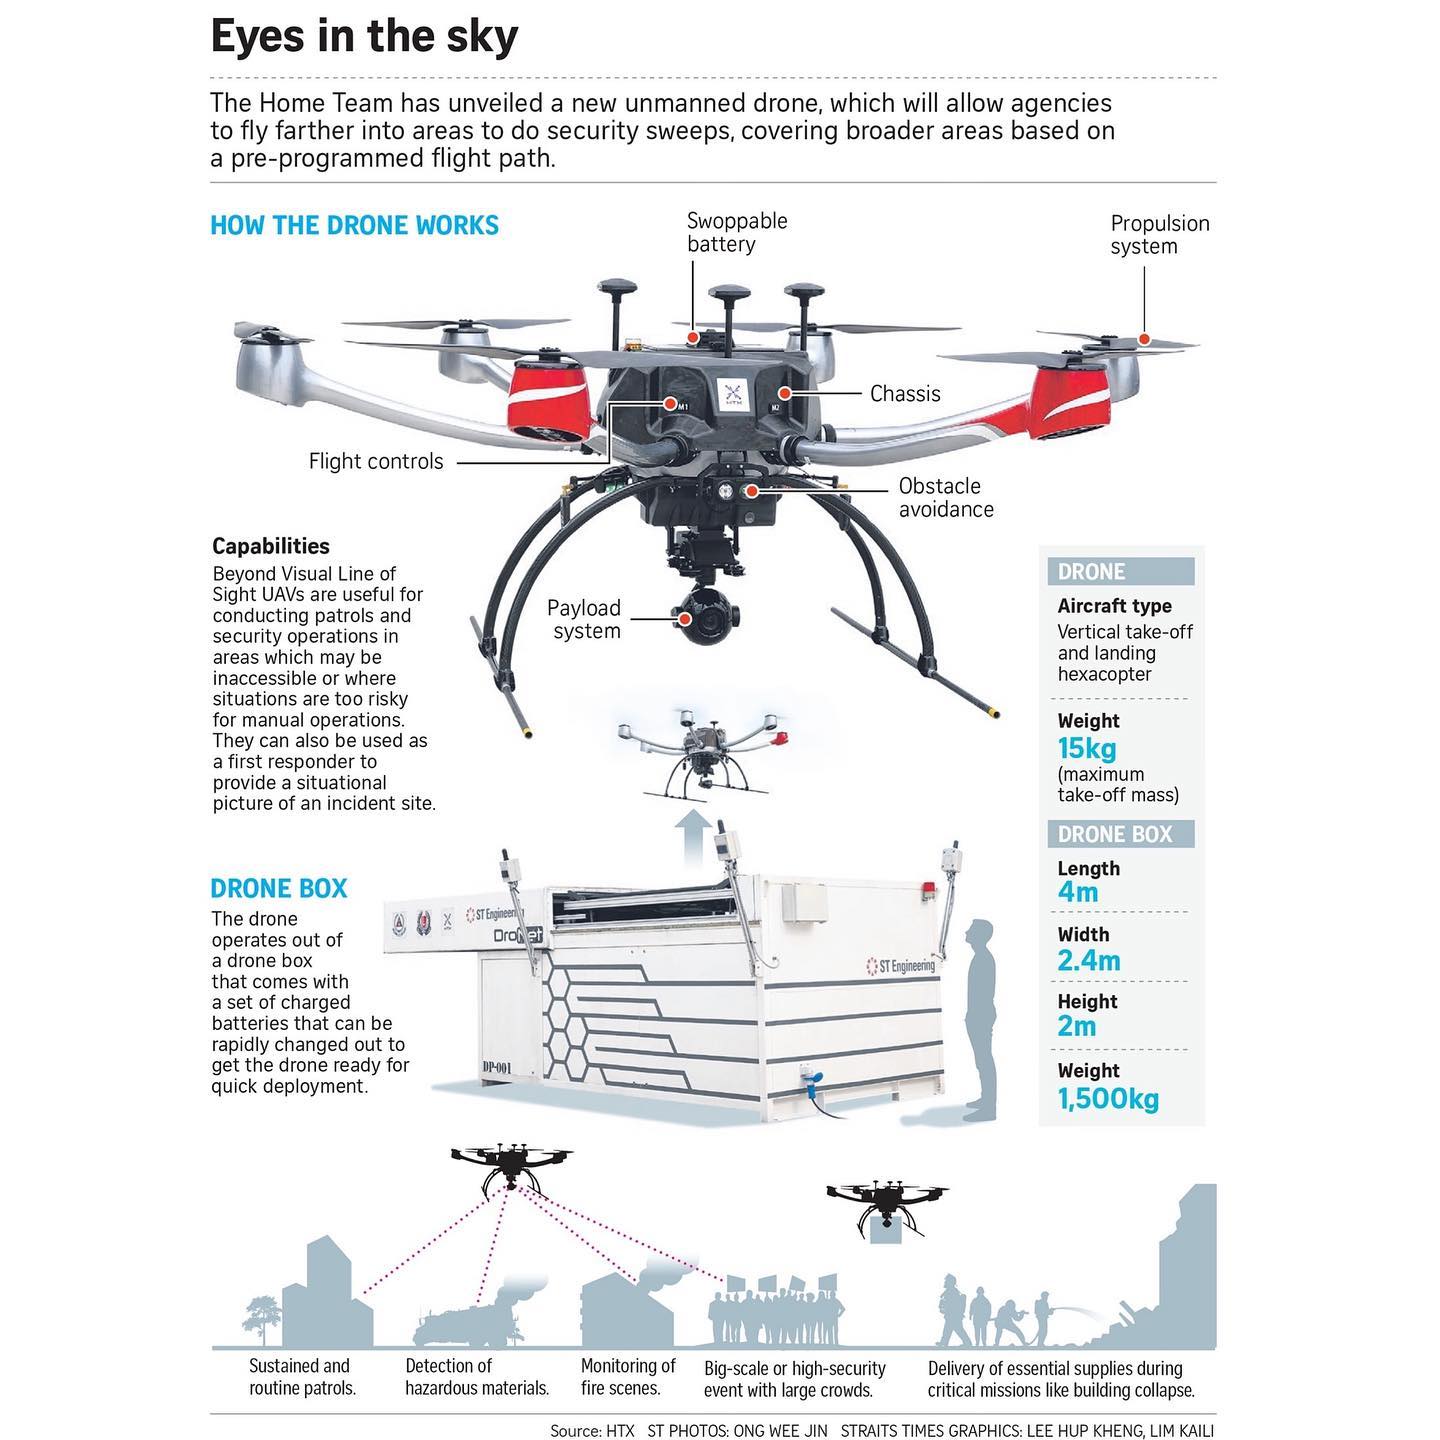 Eyes in the sky
The Home Team has unveiled a new unmanned drone, which will allow agencies
to fly farther into areas to do security sweeps, covering broader areas based on
a pre-programmed flight path.
HOW THE DRONE WORKS
Swoppable
battery
Propulsion
system
Chassis
M1
M2
HTX
Flight controls
Obstacle
avoidance
Payload
system
Capabilities
Beyond Visual Line of
Sight UAVs are useful for
conducting patrols and
security operations in
areas which may be
inaccessible or where
situations are too risky
for manual operations.
They can also be used as
a first responder to
provide a situational
picture of an incident site.
DRONE
Aircraft type
Vertical take-off
and landing
hexacopter
Weight
15kg
(maximum
take-off mass)
DRONE BOX
Length
4m
Width
2.4m
Height
2m
Weight
1,500kg
DRONE BOX
The drone
operates out of
a drone box
that comes with
a set of charged
batteries that can be
rapidly changed out to
get the drone ready for
quick deployment.
ST Engineering
DroNet
ST Engineering
DP-001
Sustained and
routine patrols.
Detection of
hazardous materials.
Monitoring of
fire scenes.
Big-scale or high-security
event with large crowds.
Delivery of essential supplies during
critical missions like building collapse.
Source: HTX ST PHOTOS: ONG WEE JIN STRAITS TIMES GRAPHICS: LEE HUP KHENG, LIM KAILI